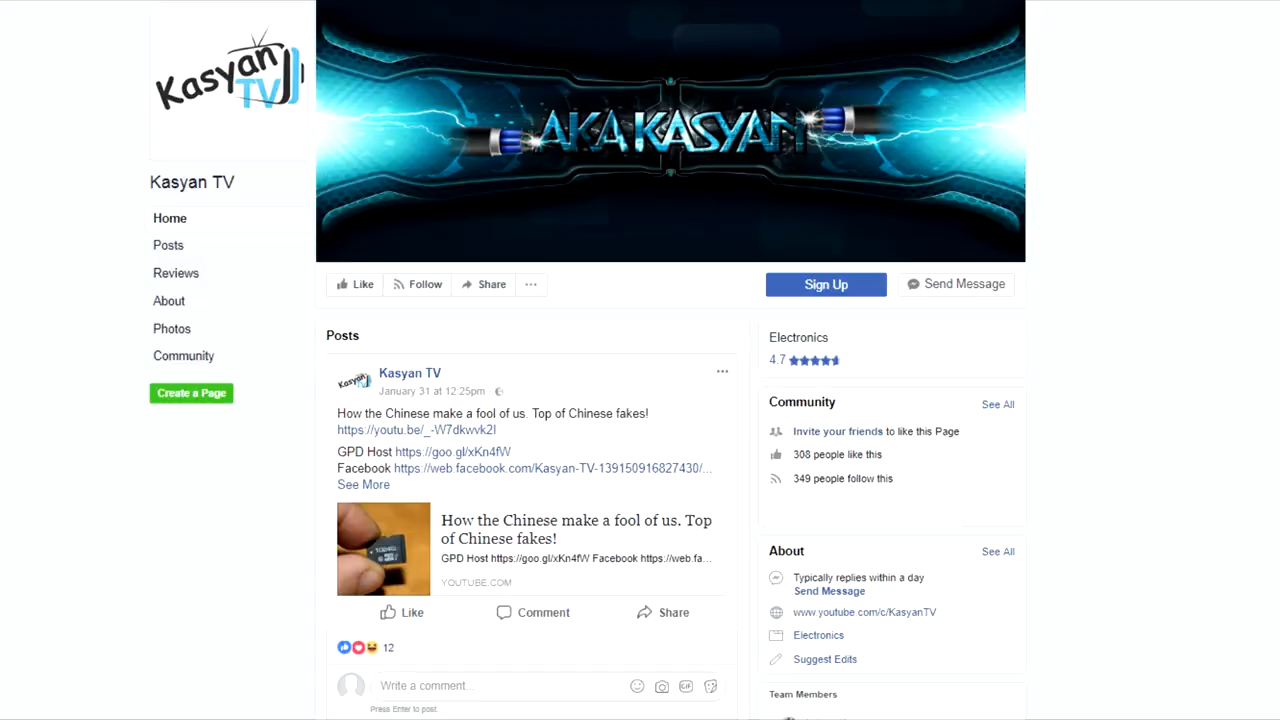 Kasyan TV
AKA KASYAN
Kasyan TV
Home
Posts
Reviews
About
Photos
Community
Create a Page
Like
Follow
Share
Sign Up
Send Message
Posts
Kasyan TV
Kasyan TV
January 31 at 12:25pm
How the Chinese make a fool of us. Top of Chinese fakes!
https://youtu.be/_-W7dkwvk2I
GPD Host https://goo.gl/xKn4fW
Facebook https://web.facebook.com/Kasyan-TV-139150916827430/...
See More
How the Chinese make a fool of us. Top
of Chinese fakes!
GPD Host https://goo.gl/xKn4fW Facebook https://web.fa...
YOUTUBE.COM
Like
Comment
Share
12
Write a comment...
GIF
Press Enter to post.
Electronics
4.7
Community
See All
Invite your friends to like this Page
308 people like this
349 people follow this
About
See All
Typically replies within a day
Send Message
www.youtube.com/c/KasyanTV
Electronics
Suggest Edits
Team Members